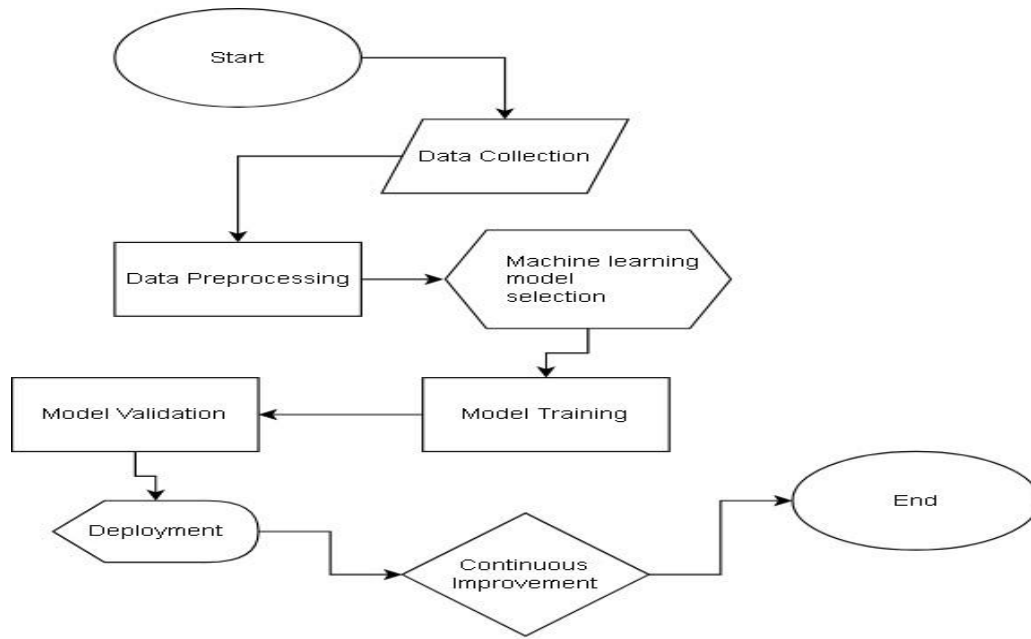 Start
Data Collection
Data Preprocessing
Machine learning
model
selection
Model Training
Model Validation
Deployment
Continuous
Improvement
End